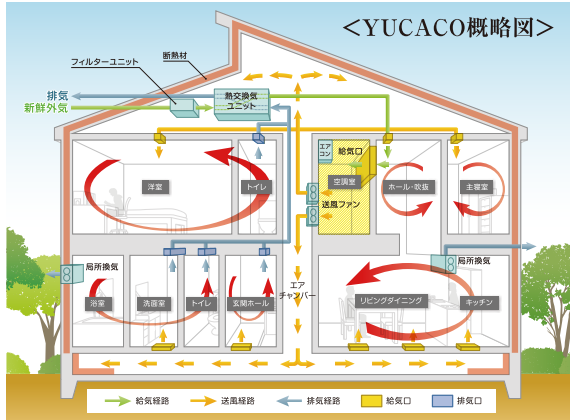 <YUCACO概略図>
断熱材
フィルターユニット
排気
新鮮外気
熱交換気
ユニット
エア
コン
給気口
空調室
送風ファン
洋室
トイレ
ホール・吹抜
主寝室
局所換気
浴室
洗面室
トイレ
玄関ホール
エア
チャンバー
リビングダイニング
局所換気
キッチン
給気経路
送風経路
排気経路
給気口
排気口